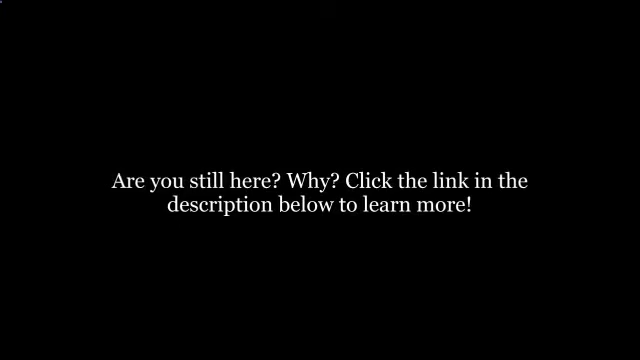 Are you still here? Why? Click the link in the
description below to learn more!